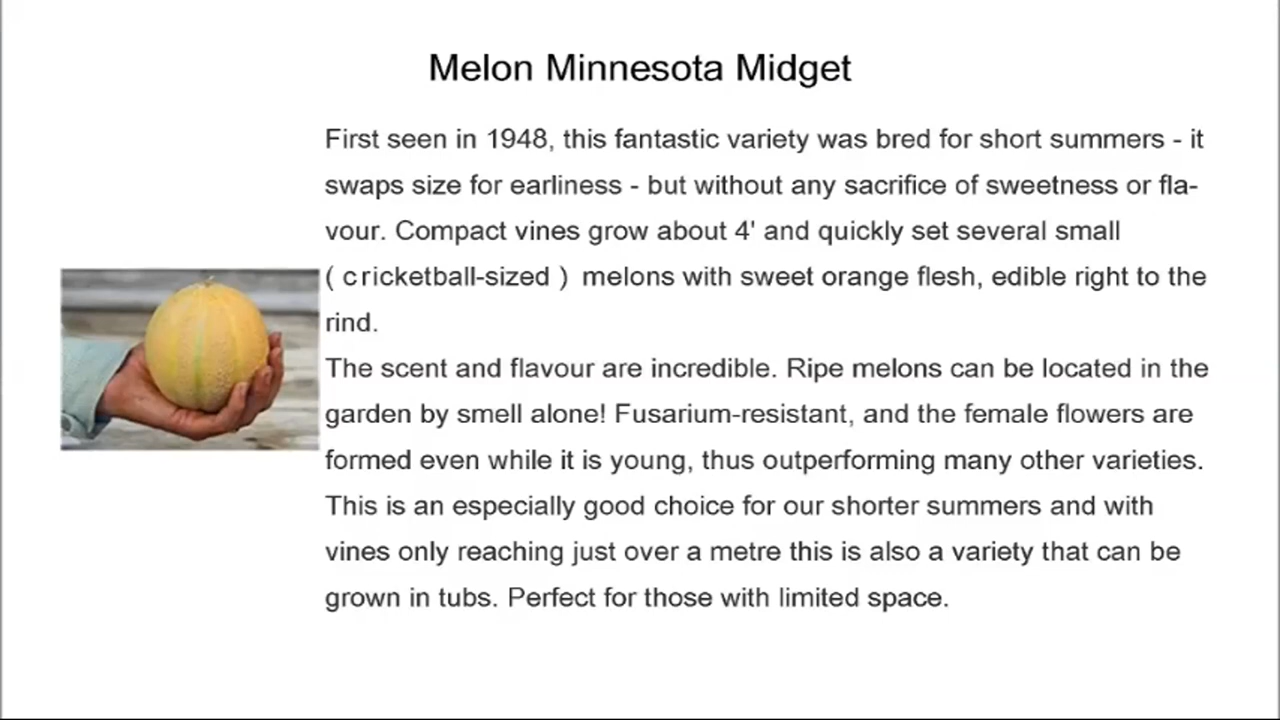 Melon Minnesota Midget
First seen in 1948, this fantastic variety was bred for short summers - it
swaps size for earliness - but without any sacrifice of sweetness or fla-
vour. Compact vines grow about 4' and quickly set several small
( cricketball-sized ) melons with sweet orange flesh, edible right to the
rind.
The scent and flavour are incredible. Ripe melons can be located in the
garden by smell alone! Fusarium-resistant, and the female flowers are
formed even while it is young, thus outperforming many other varieties.
This is an especially good choice for our shorter summers and with
vines only reaching just over a metre this is also a variety that can be
grown in tubs. Perfect for those with limited space.